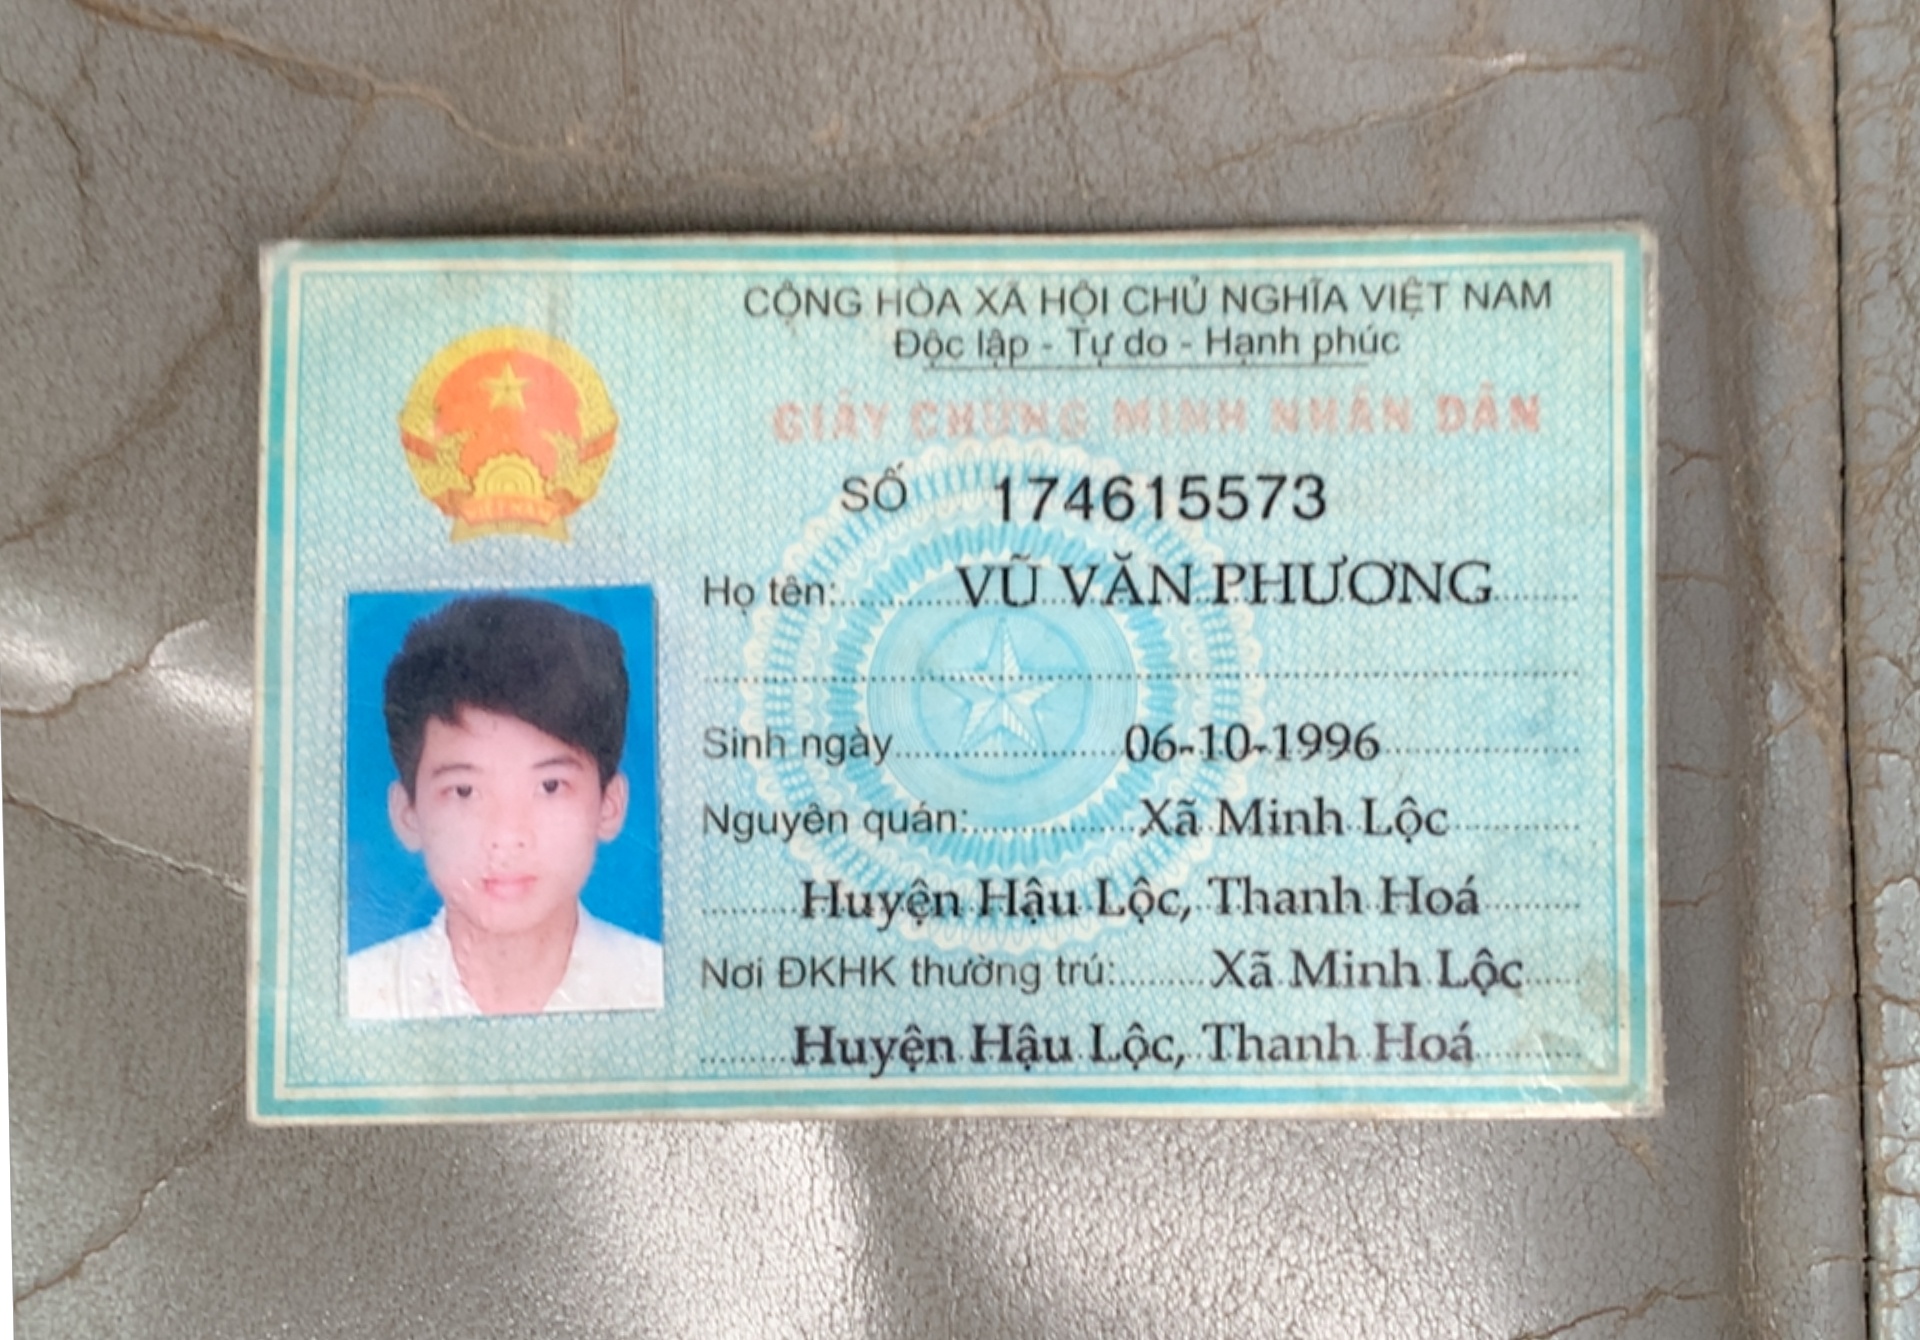 CỘNG HÒA XÃ HỘI CHỦ NGHĨA VIỆT NAM
Độc lập - Tự do - Hạnh phúc
GIẤY CHỨNG MINH NHÂN DÂN
SỐ 174615573
Họ tên: VŨ VĂN PHƯƠNG
Sinh ngày 06-10-1996
Nguyên quán: Xã Minh Lộc
Huyện Hậu Lộc, Thanh Hoá
Nơi ĐKHK thường trú: Xã Minh Lộc
Huyện Hậu Lộc, Thanh Hoá